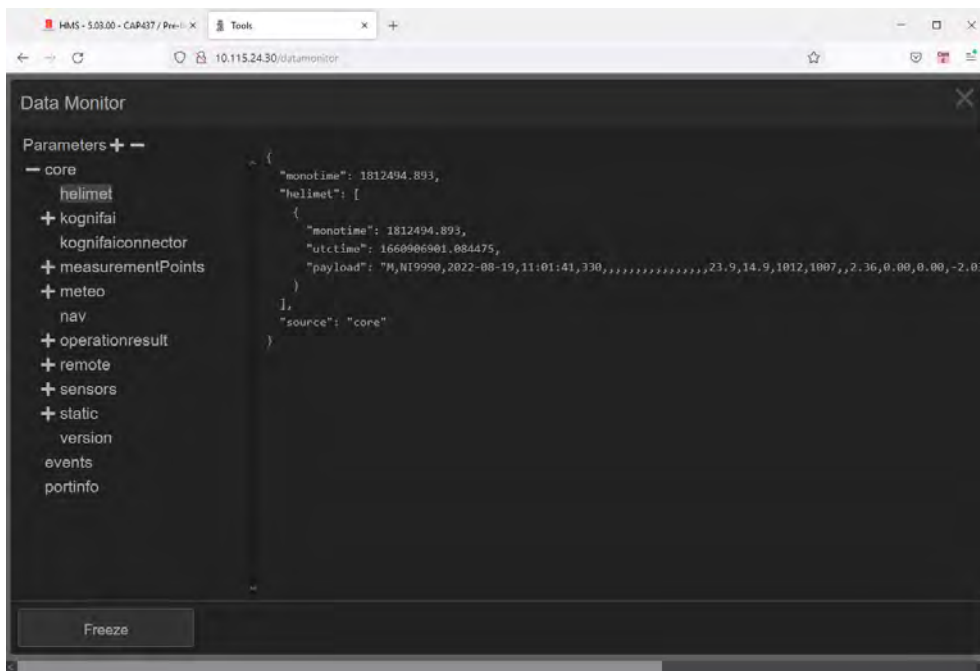 HMS - 5.03.00 - CAP437 / Pre-
Tools
10.115.24.30/datamonitor
Data Monitor
Parameters
core
helimet
kognifai
kognifaiconnector
measurementPoints
meteo
nav
operationresult
remote
sensors
static
version
events
portinfo
{
"monotime": 1812494.893,
"helimet": [
{
"monotime": 1812494.893,
"utctime": 1660906901.084475,
"payload": "M,NI9990,2022-08-19,11:01:41,330,,,,,,,,,,,,,,,,,23.9,14.9,1012,1007,,2.36,0.00,0.00,-2.0
}
],
"source": "core"
}
Freeze